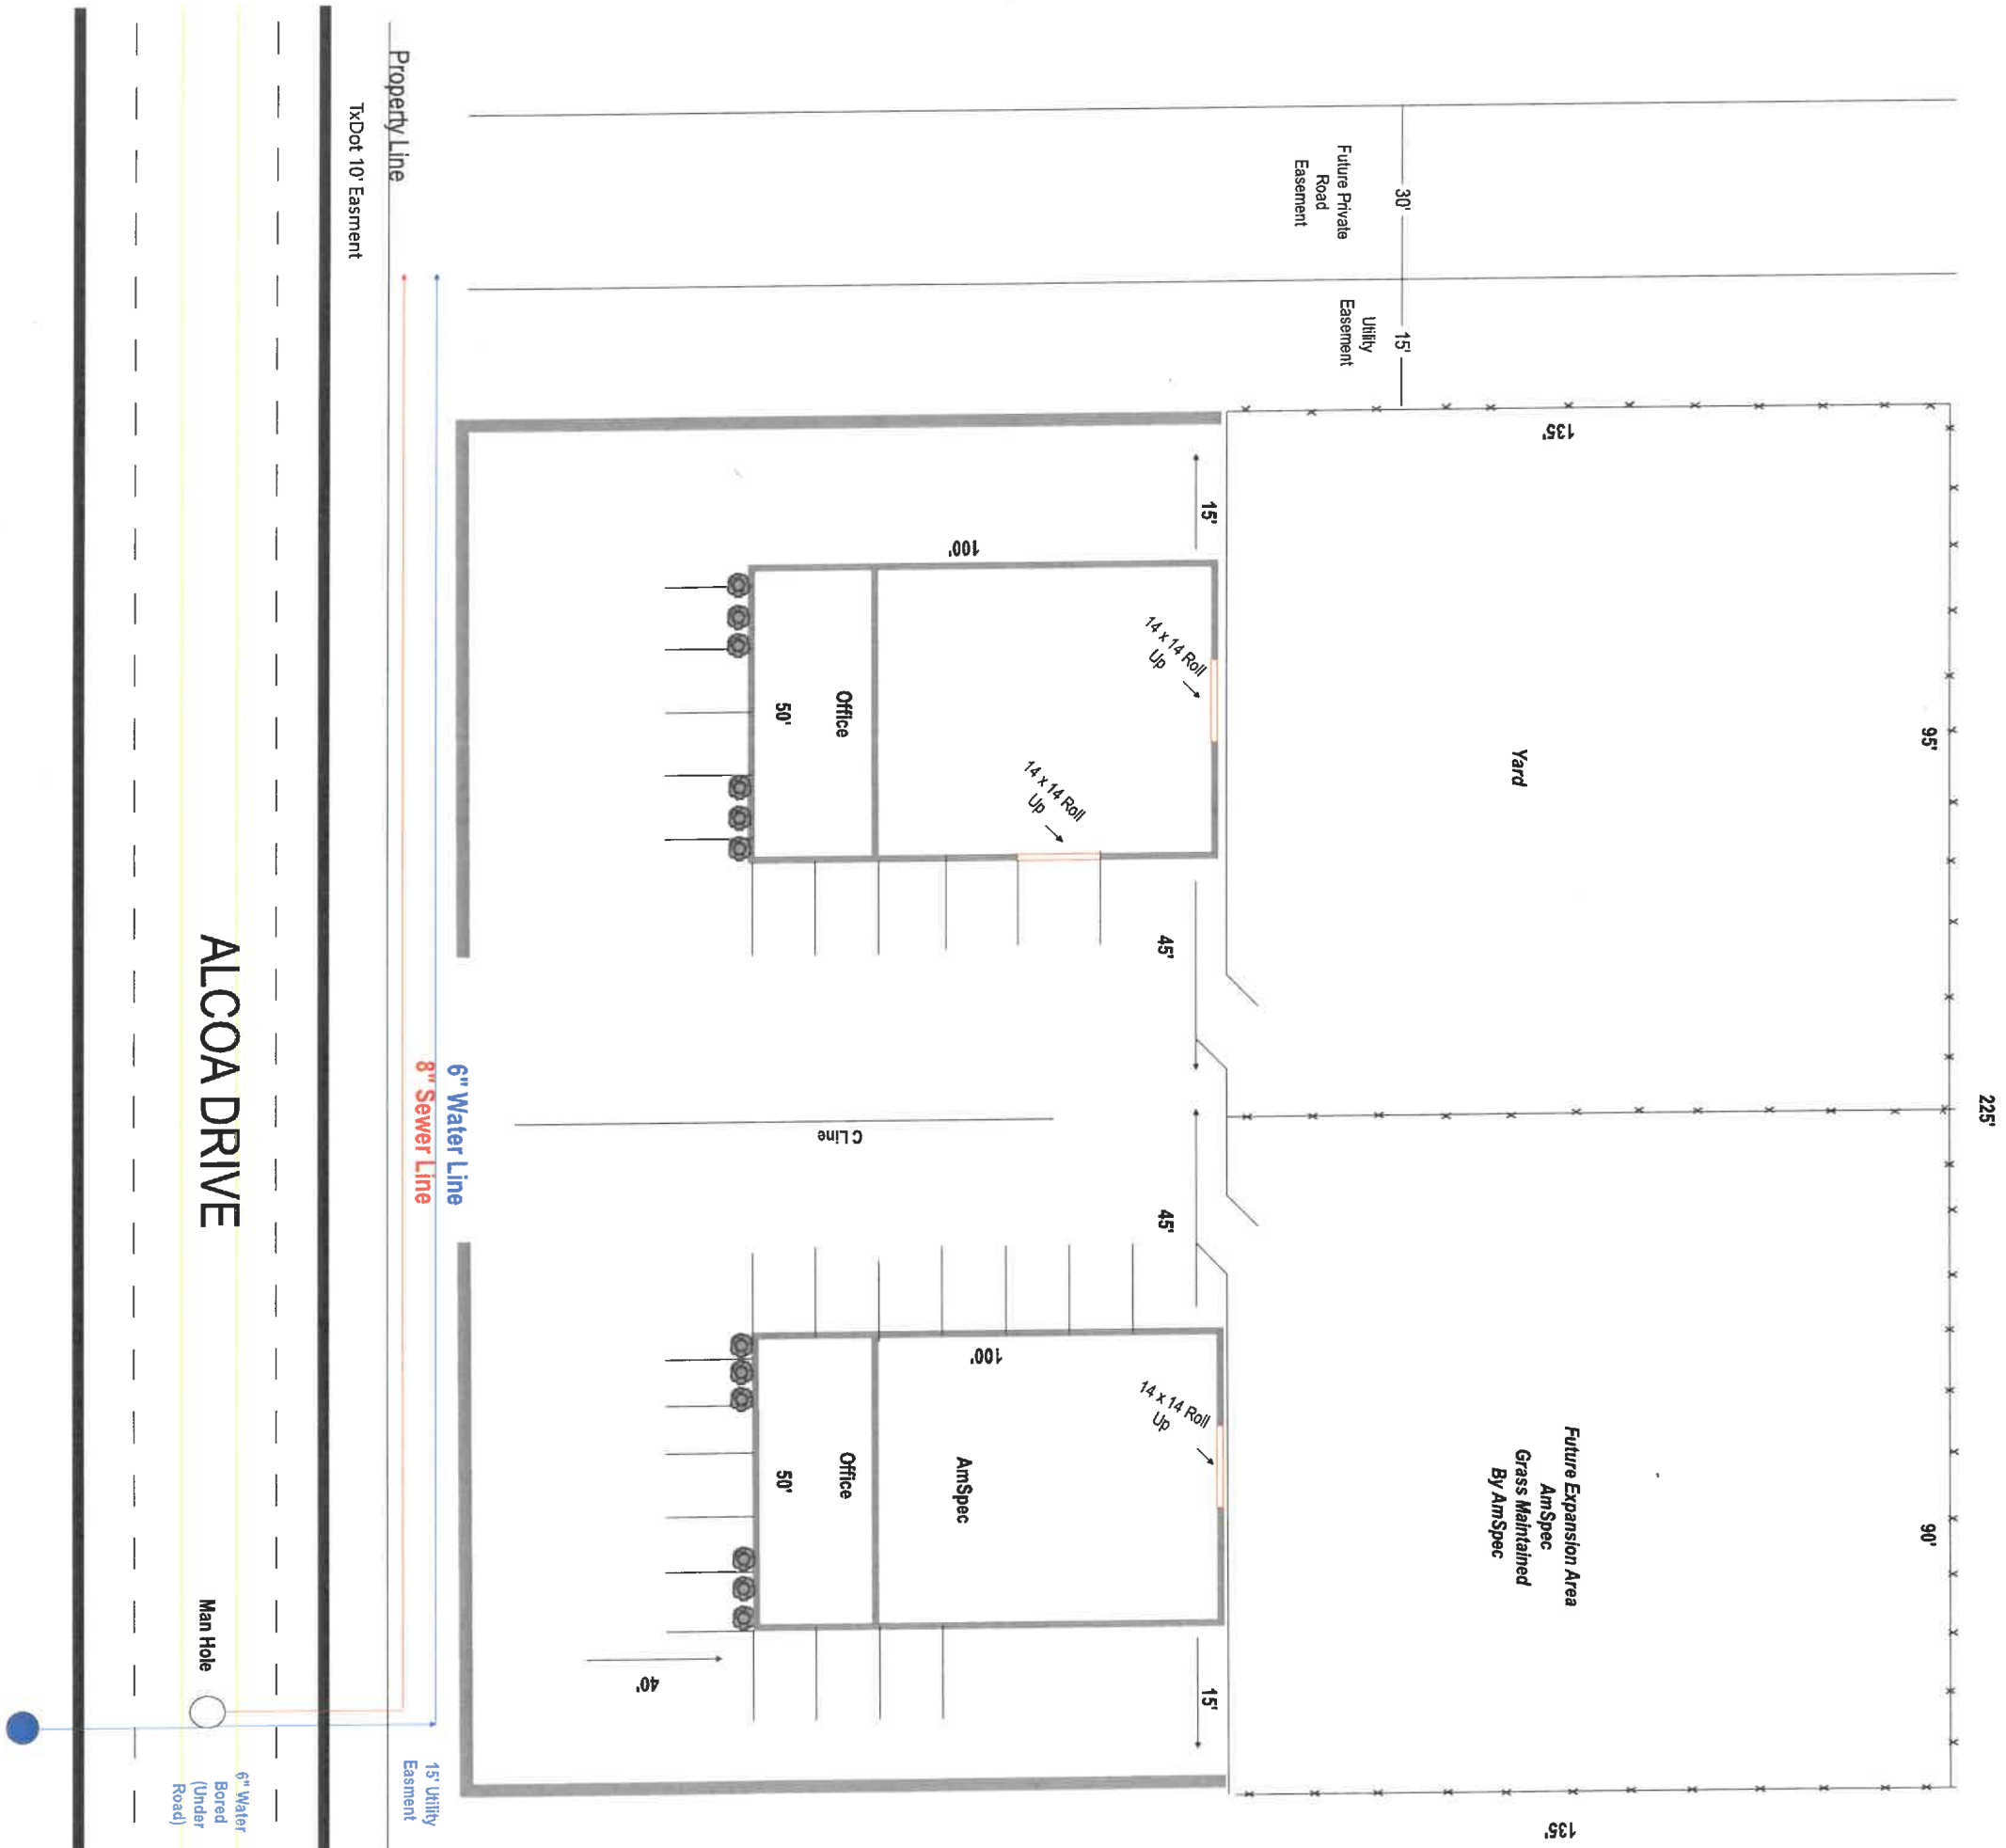 225'
95'
90'
135'
135'
Yard
Future Expansion Area
AmSpec
Grass Maintained
By AmSpec
30'
15'
Future Private
Road
Easement
Utility
Easement
15'
45'
45'
15'
14 x 14 Roll
Up
14 x 14 Roll
Up
14 x 14 Roll
Up
100'
100'
AmSpec
Office
50'
Office
50'
C Line
40'
6" Water Line
8" Sewer Line
15' Utility
Easment
Property Line
TxDot 10' Easment
ALCOA DRIVE
Man Hole
6" Water
Bored
(Under
Road)